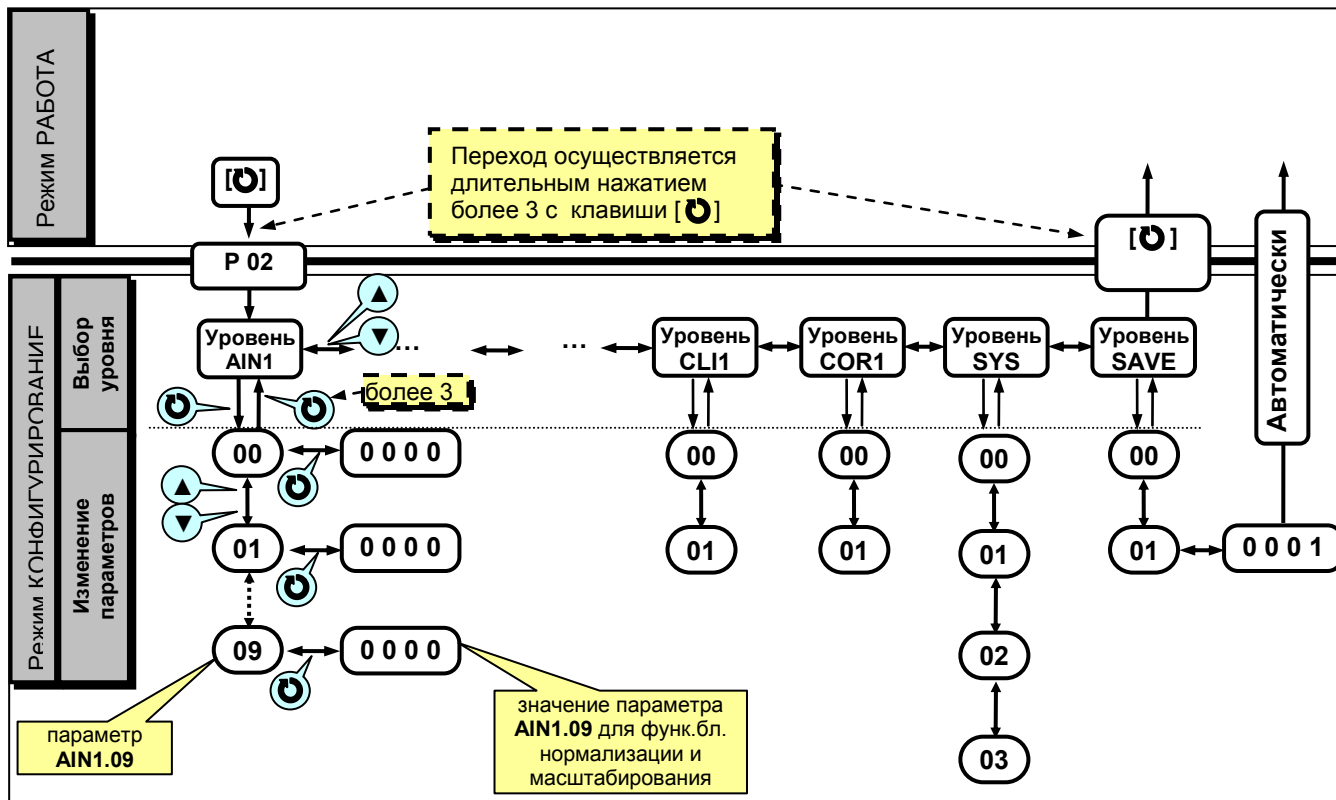 Режим РАБОТА
[↻]
Переход осуществляется
длительным нажатием
более 3 с клавиши [↻]
[↻]
Автоматически
P 02
Режим КОНФИГУРИРОВАНИЕ
Выбор
уровня
Уровень
AIN1
▲
▼
...
...
Уровень
CLI1
Уровень
COR1
Уровень
SYS
Уровень
SAVE
↻
↻
более 3
Изменение
параметров
00
↻
0 0 0 0
00
00
00
00
▲
▼
01
↻
0 0 0 0
01
01
01
01
0 0 0 1
09
↻
0 0 0 0
02
03
параметр
AIN1.09
значение параметра
AIN1.09 для функ.бл.
нормализации и
масштабирования